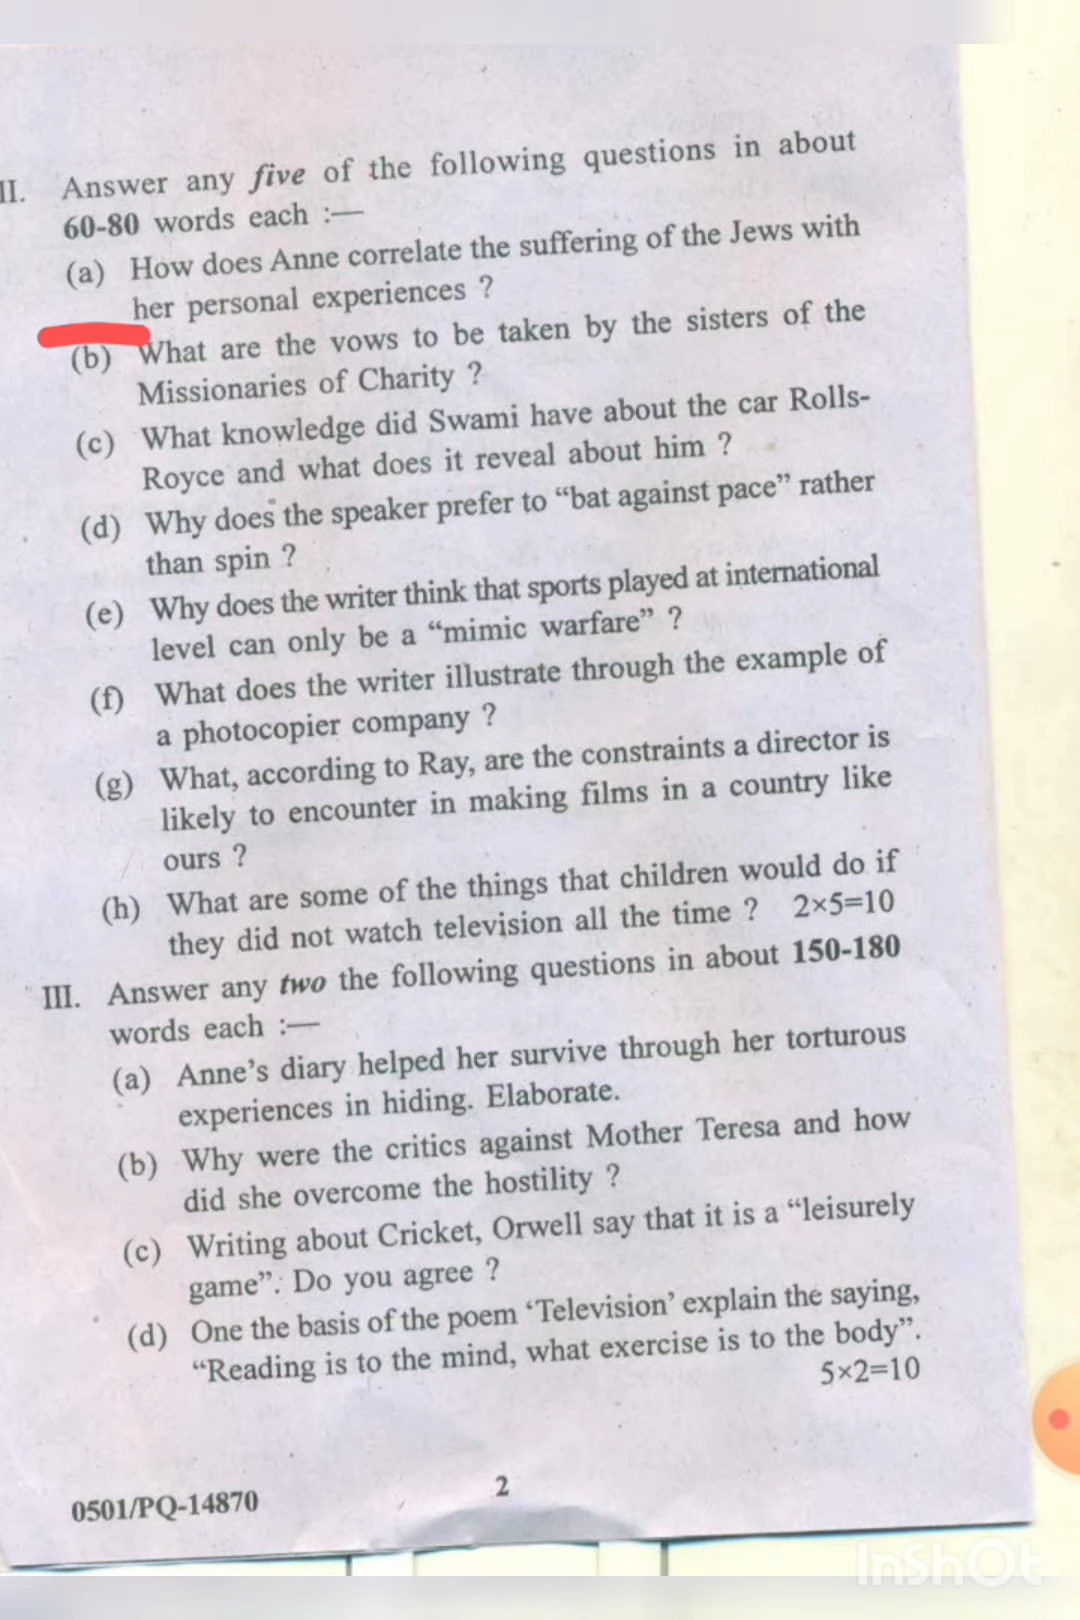 II. Answer any five of the following questions in about
60-80 words each :—
(a) How does Anne correlate the suffering of the Jews with
her personal experiences ?
(b) What are the vows to be taken by the sisters of the
Missionaries of Charity ?
(c) What knowledge did Swami have about the car Rolls-
Royce and what does it reveal about him ?
(d) Why does the speaker prefer to “bat against pace” rather
than spin ?
(e) Why does the writer think that sports played at international
level can only be a “mimic warfare” ?
(f) What does the writer illustrate through the example of
a photocopier company ?
(g) What, according to Ray, are the constraints a director is
likely to encounter in making films in a country like
ours ?
(h) What are some of the things that children would do if
they did not watch television all the time ? 2×5=10
III. Answer any two the following questions in about 150-180
words each :—
(a) Anne’s diary helped her survive through her torturous
experiences in hiding. Elaborate.
(b) Why were the critics against Mother Teresa and how
did she overcome the hostility ?
(c) Writing about Cricket, Orwell say that it is a “leisurely
game”. Do you agree ?
(d) One the basis of the poem ‘Television’ explain the saying,
“Reading is to the mind, what exercise is to the body”.
5×2=10
0501/PQ-14870
2
InShOt